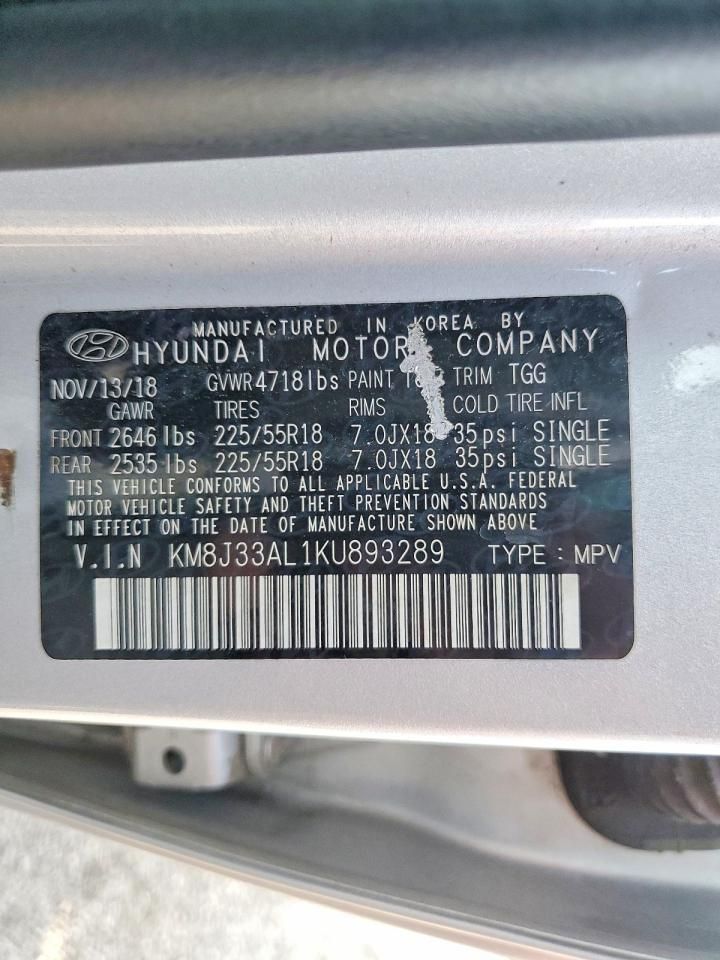 MANUFACTURED IN KOREA BY
HYUNDAI MOTOR COMPANY
NOV/13/18 GVWR 4718lbs PAINT TRIM TGG
GAWR TIRES RIMS COLD TIRE INFL
FRONT 2646 lbs 225/55R18 7.0JX18 35psi SINGLE
REAR 2535 lbs 225/55R18 7.0JX18 35psi SINGLE
THIS VEHICLE CONFORMS TO ALL APPLICABLE U.S.A. FEDERAL
MOTOR VEHICLE SAFETY AND THEFT PREVENTION STANDARDS
IN EFFECT ON THE DATE OF MANUFACTURE SHOWN ABOVE
V.I.N KM8J33AL1KU893289 TYPE : MPV